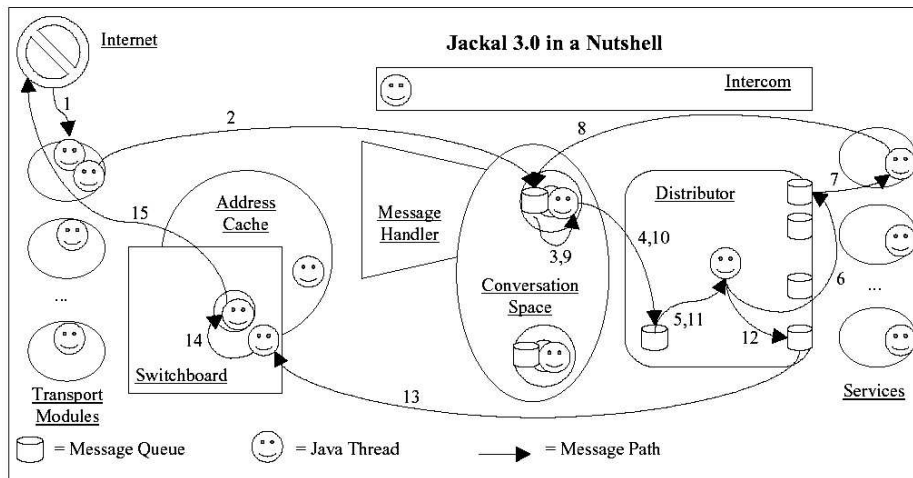 Internet
Jackal 3.0 in a Nutshell
Intercom
1
2
8
7
Address
Cache
Message
Handler
Distributor
15
3,9
4,10
6
...
Conversation
Space
...
5,11
12
14
Switchboard
13
Transport
Modules
Services
= Message Queue
= Java Thread
= Message Path